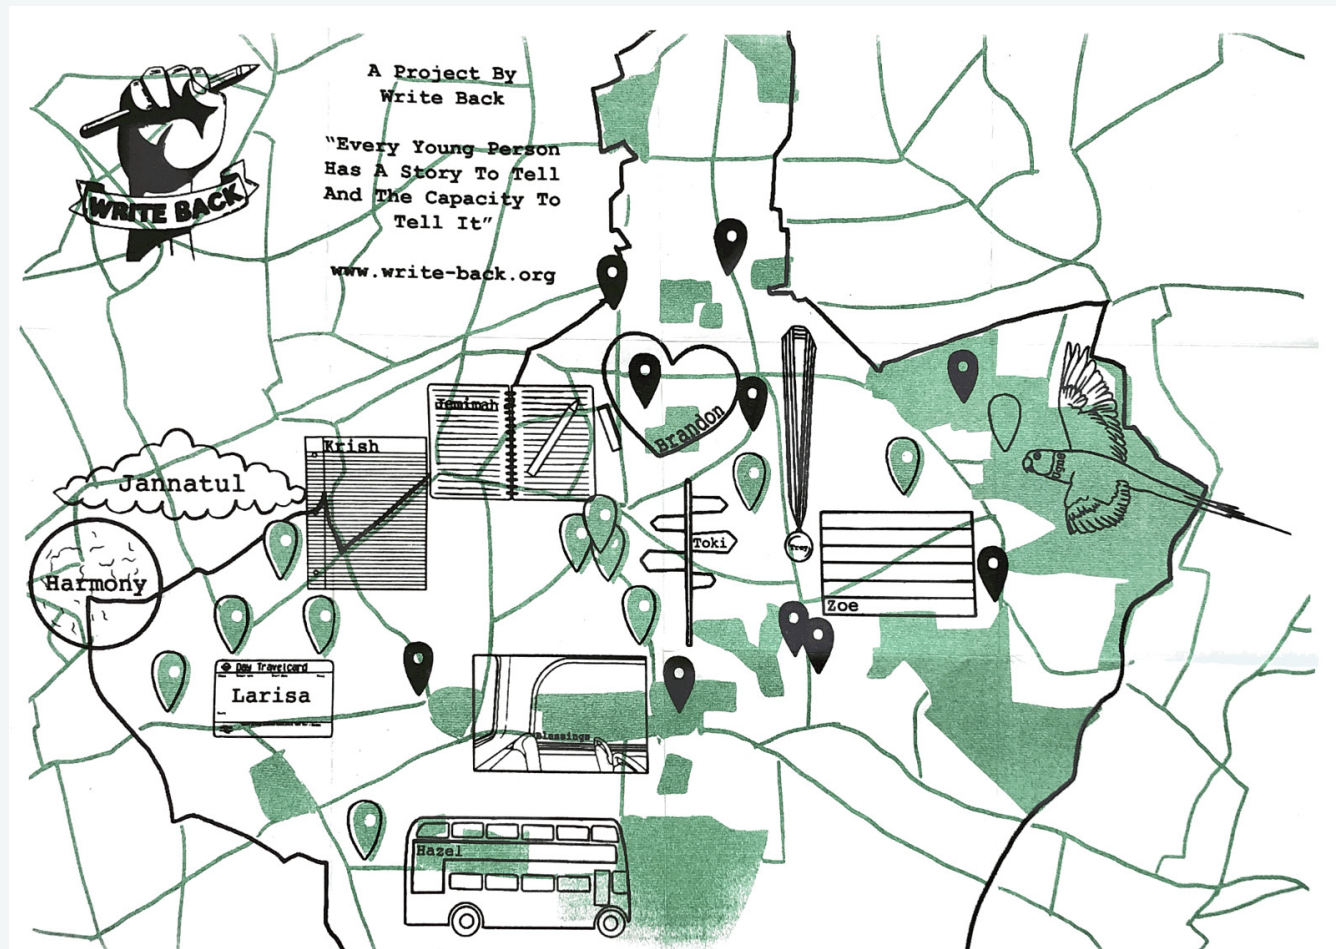 A Project By
Write Back
"Every Young Person
Has A Story To Tell
And The Capacity To
Tell It"
www.write-back.org
WRITE BACK
Jemimah
Krish
Brandon
Jannatul
Toki
Troy
Harmony
Zoe
Day Travelcard
Larisa
Blessings
Hazel